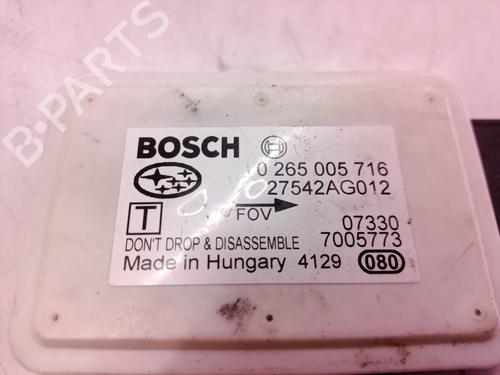 B-PARTS
BOSCH
0 265 005 716
27542AG012
T
FOV
07330
DON'T DROP & DISASSEMBLE 7005773
Made in Hungary 4129 080